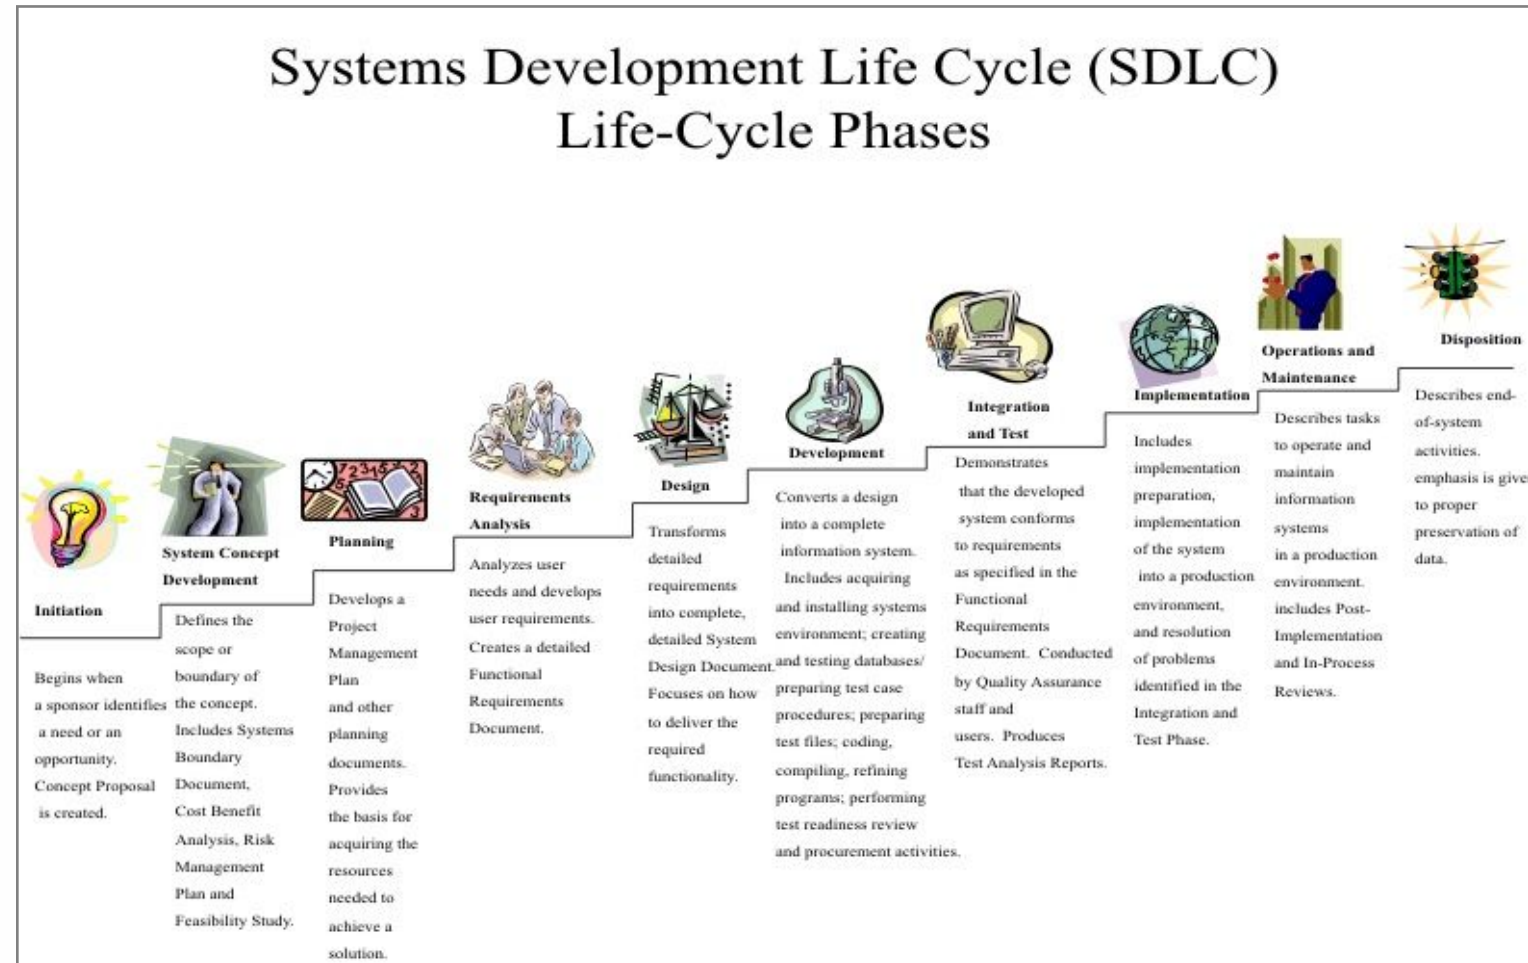 Systems Development Life Cycle (SDLC)
Life-Cycle Phases
Initiation
Begins when
a sponsor identifies
a need or an
opportunity.
Concept Proposal
is created.
System Concept
Development
Defines the
scope or
boundary of
the concept.
Includes Systems
Boundary
Document,
Cost Benefit
Analysis, Risk
Management
Plan and
Feasibility Study.
Planning
Develops a
Project
Management
Plan
and other
planning
documents.
Provides
the basis for
acquiring the
resources
needed to
achieve a
solution.
Requirements
Analysis
Analyzes user
needs and develops
user requirements.
Creates a detailed
Functional
Requirements
Document.
Design
Transforms
detailed
requirements
into complete,
detailed System
Design Document.
Focuses on how
to deliver the
required
functionality.
Development
Converts a design
into a complete
information system.
Includes acquiring
and installing systems
environment; creating
and testing databases/
preparing test case
procedures; preparing
test files; coding,
compiling, refining
programs; performing
test readiness review
and procurement activities.
Integration
and Test
Demonstrates
that the developed
system conforms
to requirements
as specified in the
Functional
Requirements
Document. Conducted
by Quality Assurance
staff and
users. Produces
Test Analysis Reports.
Implementation
Includes
implementation
preparation,
implementation
of the system
into a production
environment,
and resolution
of problems
identified in the
Integration and
Test Phase.
Operations and
Maintenance
Describes tasks
to operate and
maintain
information
systems
in a production
environment.
includes Post-
Implementation
and In-Process
Reviews.
Disposition
Describes end-
of-system
activities.
emphasis is give
to proper
preservation of
data.